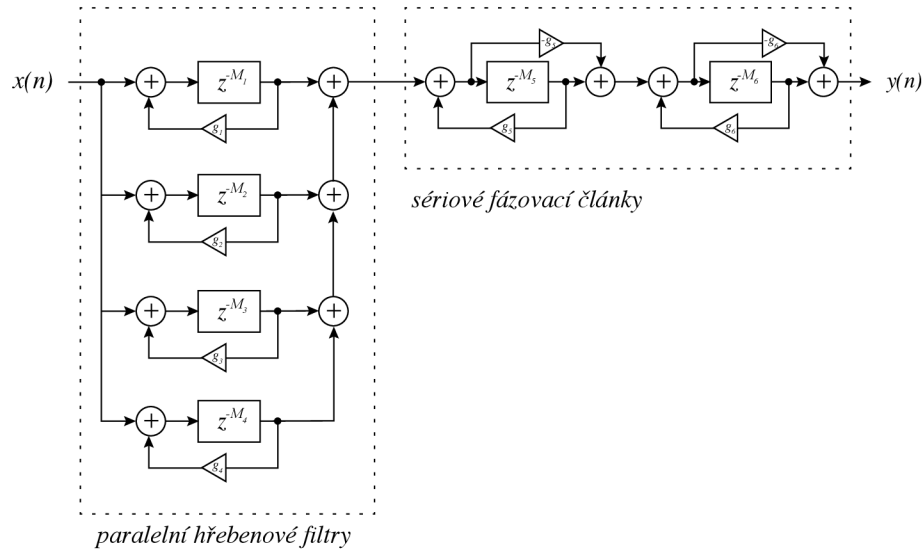 x(n)
z^-M₁
g₁
z^-M₂
g₂
z^-M₃
g₃
z^-M₄
g₄
paralelní hřebenové filtry
-g₅
z^-M₅
g₅
-g₆
z^-M₆
g₆
y(n)
sériové fázovací články